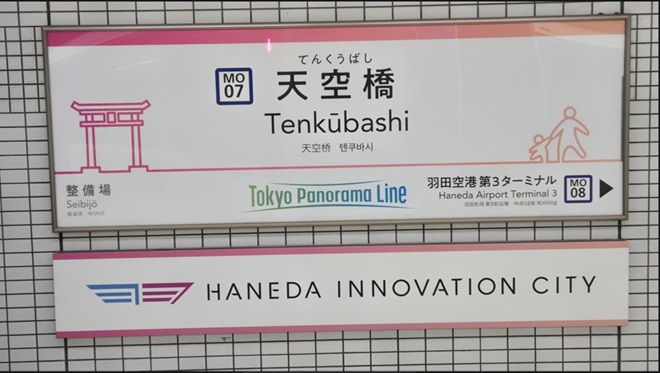 てんくうばし
MO
07
天空橋
Tenkūbashi
天空桥 텐쿠바시
整備場
Seibijō
Tokyo Panorama Line
羽田空港第3ターミナル
Haneda Airport Terminal 3
MO
08
HANEDA INNOVATION CITY